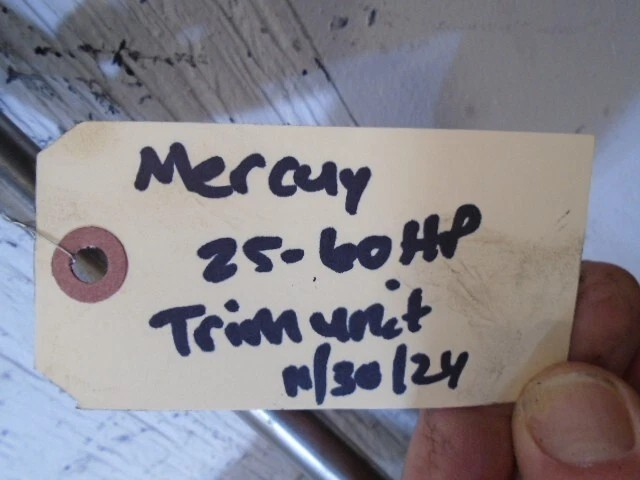 Mercury
25-60HP
Trim unit
11/30/24